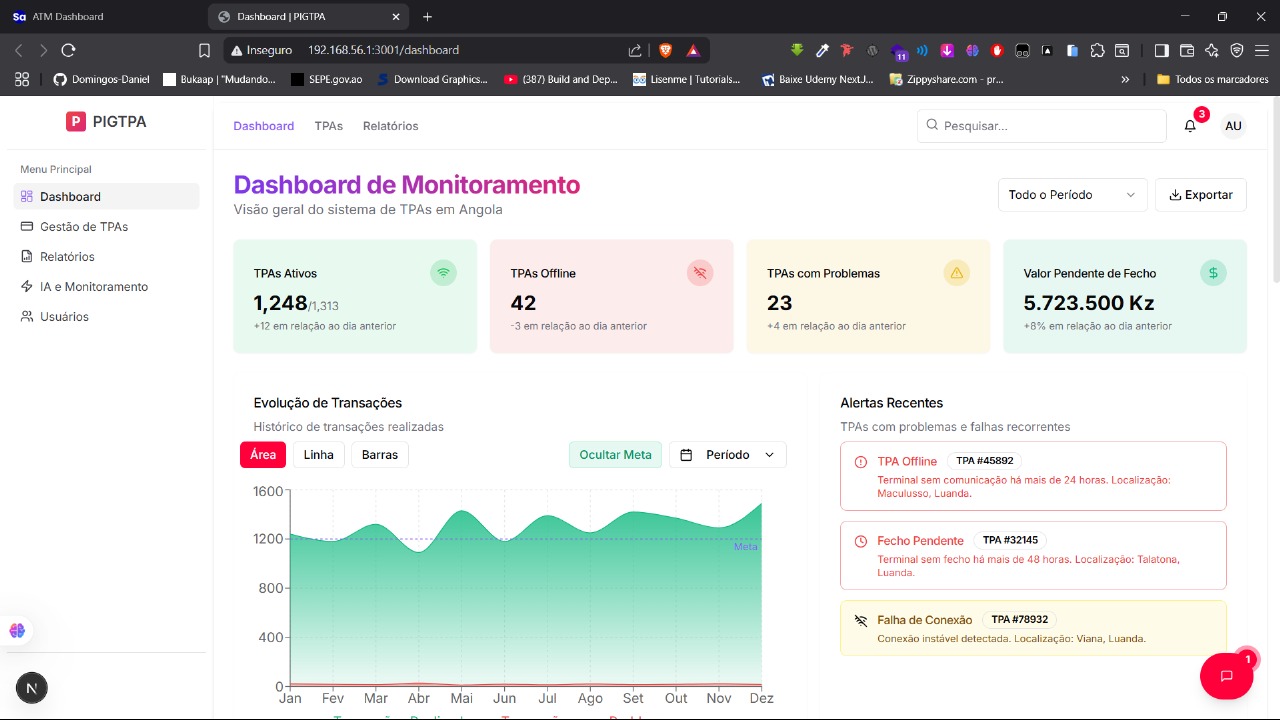 ATM Dashboard
Dashboard | PIGTPA
Inseguro
192.168.56.1:3001/dashboard
11
Domingos-Daniel
Bukaap | "Mudando...
SEPE.gov.ao
Download Graphics...
(387) Build and Dep...
Lisenme | Tutorials...
Baixe Udemy NextJ...
Zippyshare.com - pr...
Todos os marcadores
P PIGTPA
Dashboard
TPAs
Relatórios
Pesquisar...
3
AU
Menu Principal
Dashboard
Gestão de TPAs
Relatórios
IA e Monitoramento
Usuários
N
Dashboard de Monitoramento
Visão geral do sistema de TPAs em Angola
Todo o Período
Exportar
TPAs Ativos
1,248/1,313
+12 em relação ao dia anterior
TPAs Offline
42
-3 em relação ao dia anterior
TPAs com Problemas
23
+4 em relação ao dia anterior
Valor Pendente de Fecho
5.723.500 Kz
+8% em relação ao dia anterior
Evolução de Transações
Histórico de transações realizadas
Área
Linha
Barras
Ocultar Meta
Período
1600
1200
800
400
0
Meta
Jan Fev Mar Abr Mai Jun Jul Ago Set Out Nov Dez
Alertas Recentes
TPAs com problemas e falhas recorrentes
TPA Offline TPA #45892
Terminal sem comunicação há mais de 24 horas. Localização:
Maculusso, Luanda.
Fecho Pendente TPA #32145
Terminal sem fecho há mais de 48 horas. Localização: Talatona,
Luanda.
Falha de Conexão TPA #78932
Conexão instável detectada. Localização: Viana, Luanda.
1